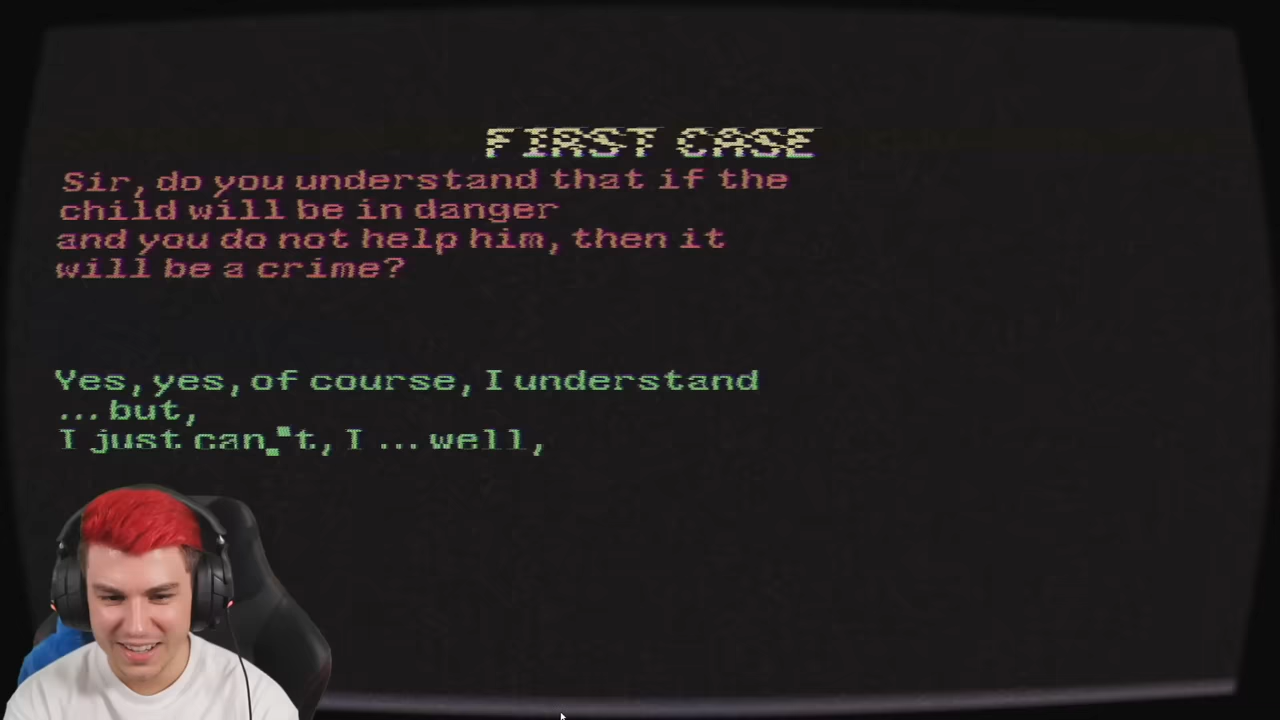 FIRST CASE
Sir, do you understand that if the
child will be in danger
and you do not help him, then it
will be a crime?
Yes, yes, of course, I understand
... but,
I just can't, I ... well,